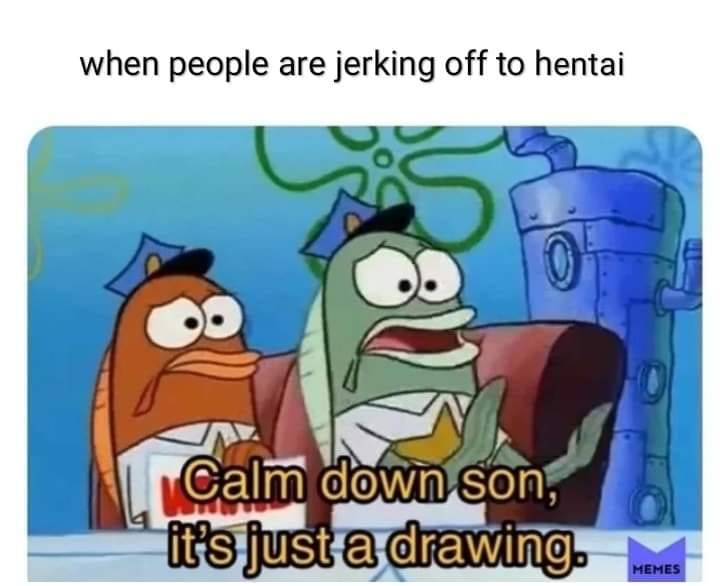 when people are jerking off to hentai
Calm down son,
it's just a drawing.
MEMES